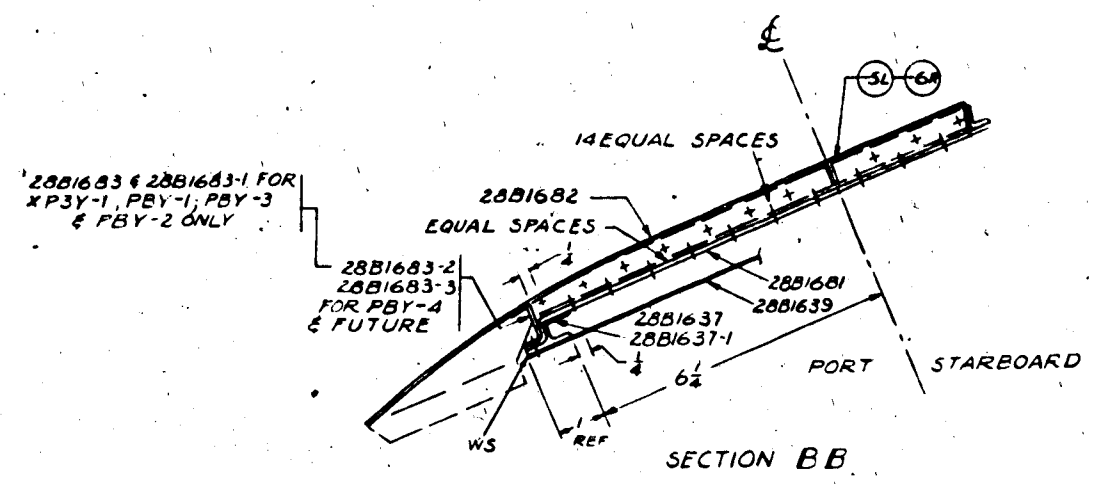 ℄
5L 6R
14 EQUAL SPACES
28B1683 & 28B1683-1 FOR
XP3Y-1, PBY-1, PBY-3
& PBY-2 ONLY
28B1682
EQUAL SPACES
1/4
28B1683-2
28B1683-3
FOR PBY-4
& FUTURE
28B1681
28B1639
28B1637
28B1637-1
1/4
6 1/4
PORT STARBOARD
WS
1
REF
SECTION BB